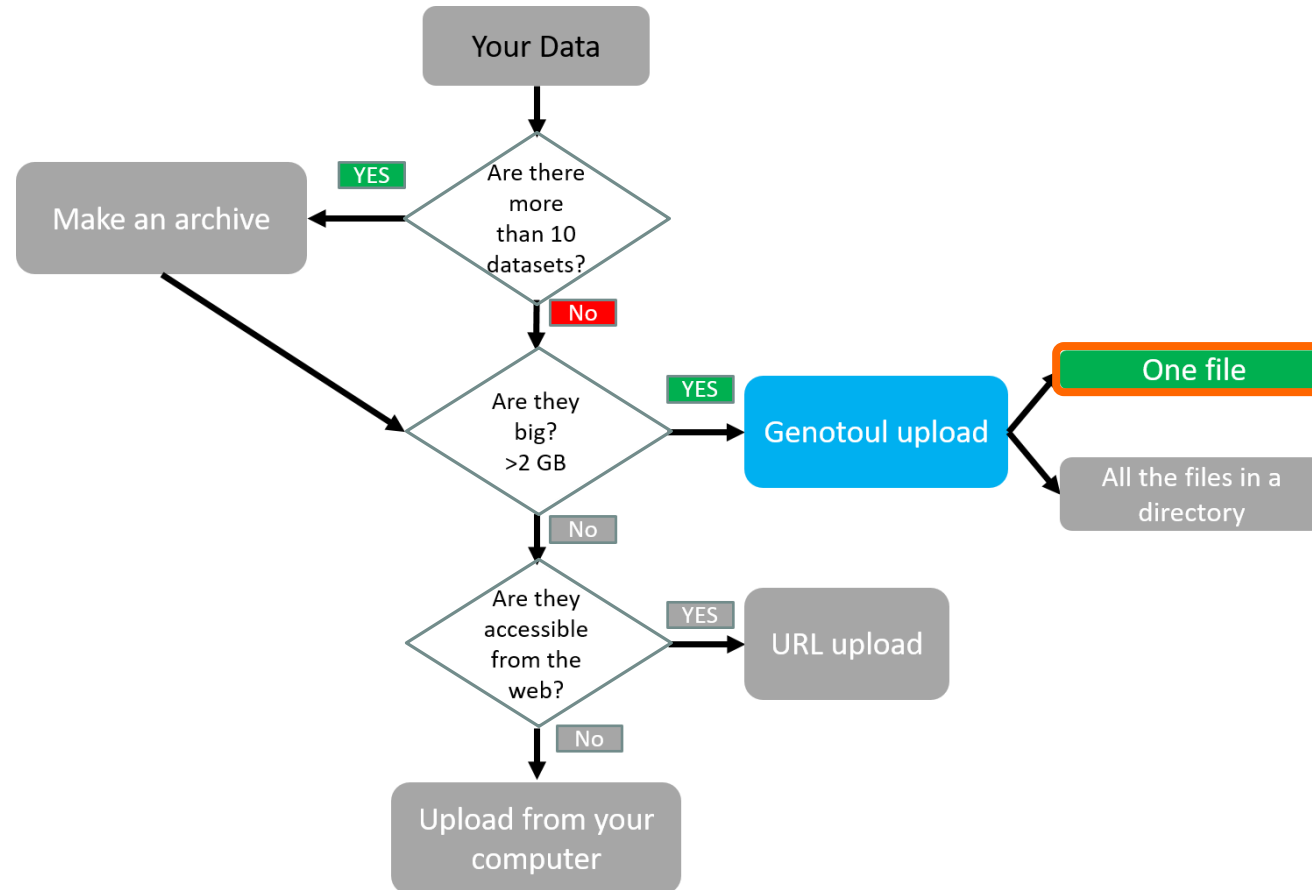 Your Data
Are there
more
than 10
datasets?
YES
Make an archive
No
Are they
big?
>2 GB
YES
Genotoul upload
One file
All the files in a
directory
No
Are they
accessible
from the
web?
YES
URL upload
No
Upload from your
computer